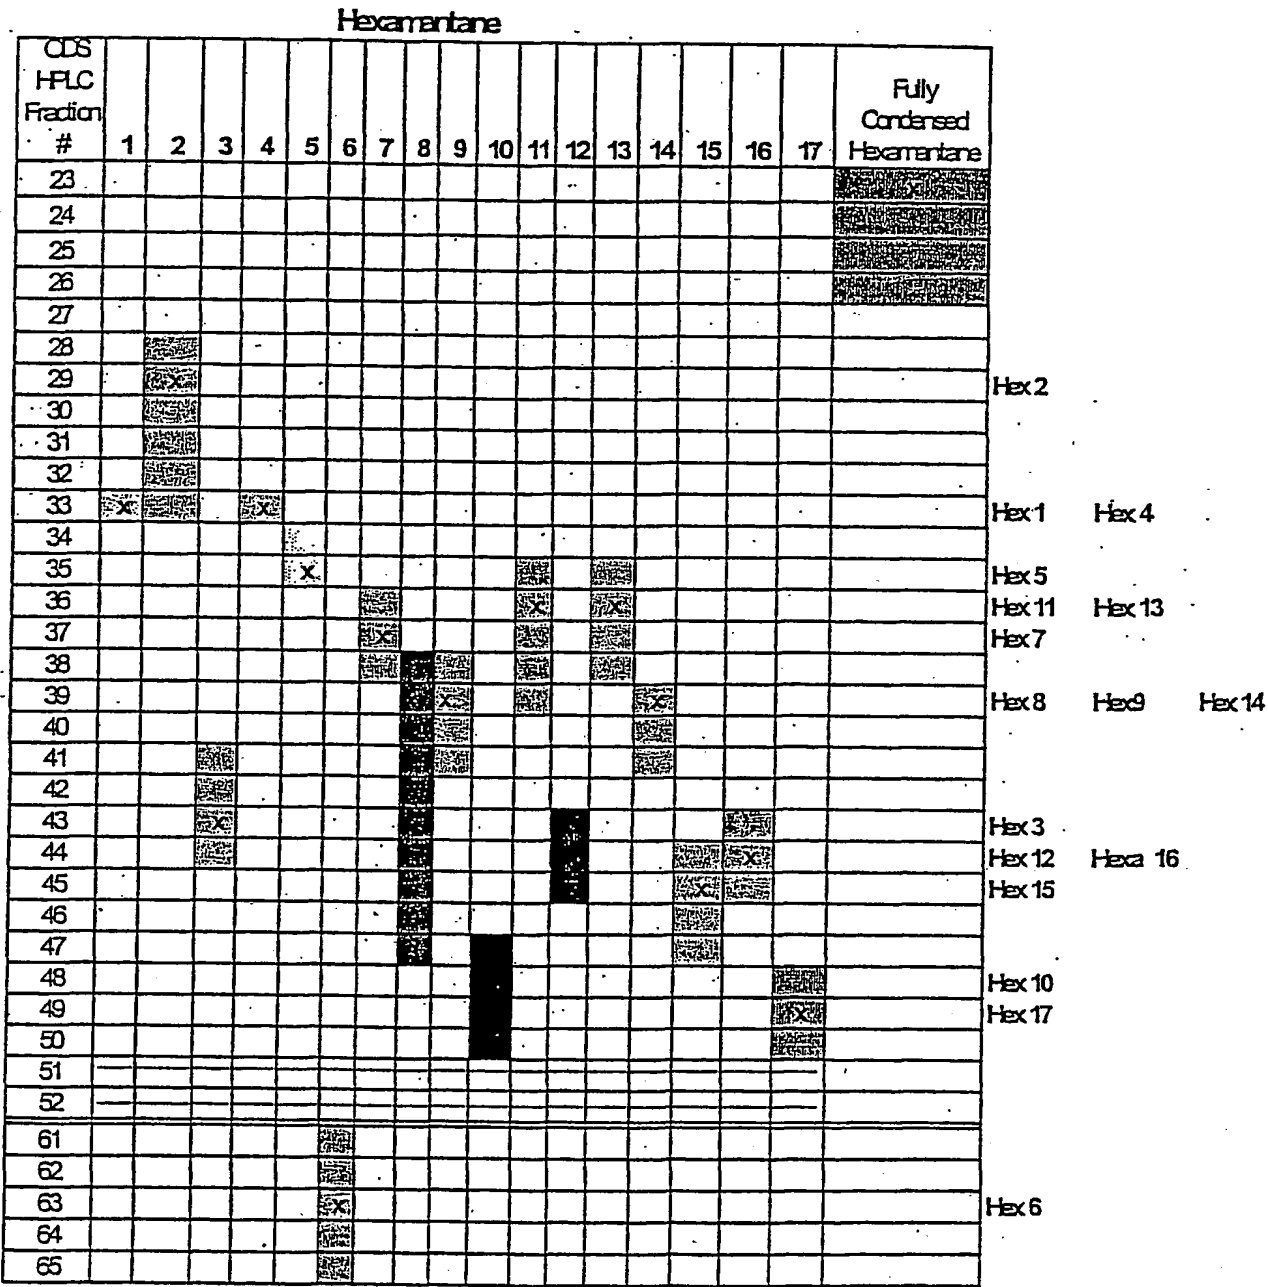 Hexamantane
ODS
HPLC
Fraction
#
1 2 3 4 5 6 7 8 9 10 11 12 13 14 15 16 17
Fully
Condensed
Hexamantane
23 x
24
25
26
27
28
29 x Hex 2
30
31
32
33 x x Hex 1 Hex 4
34
35 x Hex 5
36 x x Hex 11 Hex 13
37 x Hex 7
38
39 x x Hex 8 Hex9 Hex 14
40
41
42
43 x Hex 3
44 x Hex 12 Hexa 16
45 x Hex 15
46
47
48 Hex 10
49 x Hex 17
50
51
52
61
62
63 x Hex 6
64
65